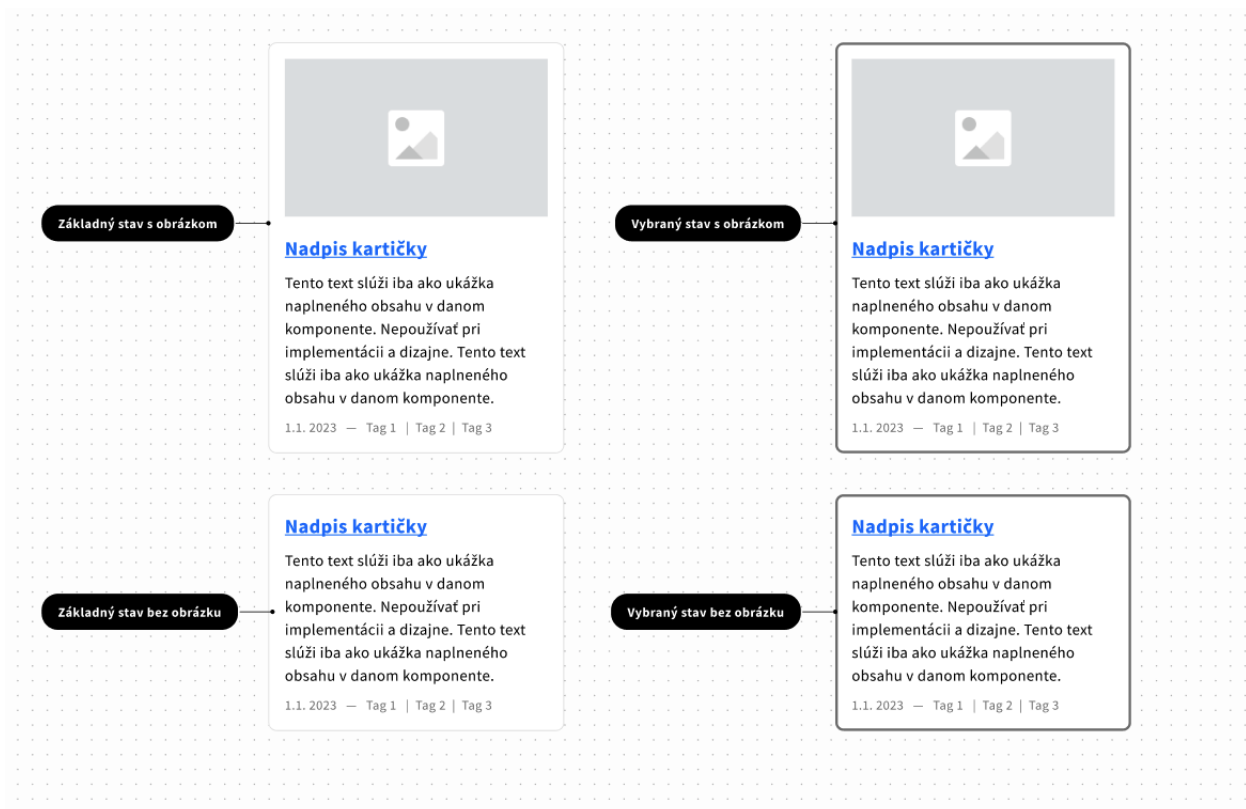 Základný stav s obrázkom
Nadpis kartičky
Tento text slúži iba ako ukážka
naplneného obsahu v danom
komponente. Nepoužívať pri
implementácii a dizajne. Tento text
slúži iba ako ukážka naplneného
obsahu v danom komponente.
1.1. 2023 — Tag 1 | Tag 2 | Tag 3
Vybraný stav s obrázkom
Nadpis kartičky
Tento text slúži iba ako ukážka
naplneného obsahu v danom
komponente. Nepoužívať pri
implementácii a dizajne. Tento text
slúži iba ako ukážka naplneného
obsahu v danom komponente.
1.1. 2023 — Tag 1 | Tag 2 | Tag 3
Základný stav bez obrázku
Nadpis kartičky
Tento text slúži iba ako ukážka
naplneného obsahu v danom
komponente. Nepoužívať pri
implementácii a dizajne. Tento text
slúži iba ako ukážka naplneného
obsahu v danom komponente.
1.1. 2023 — Tag 1 | Tag 2 | Tag 3
Vybraný stav bez obrázku
Nadpis kartičky
Tento text slúži iba ako ukážka
naplneného obsahu v danom
komponente. Nepoužívať pri
implementácii a dizajne. Tento text
slúži iba ako ukážka naplneného
obsahu v danom komponente.
1.1. 2023 — Tag 1 | Tag 2 | Tag 3